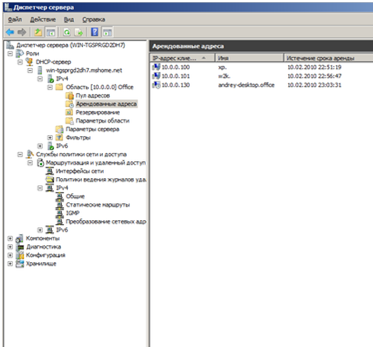 Диспетчер сервера
Файл Действие Вид Справка
Диспетчер сервера (WIN-TGSPRGD2DH7)
Роли
DHCP-сервер
win-tgsprgd2dh7.mshome.net
IPv4
Область [10.0.0.0] Office
Пул адресов
Арендованные адреса
Резервирование
Параметры области
Параметры сервера
Фильтры
IPv6
Службы политики сети и доступа
Маршрутизация и удаленный доступ
Интерфейсы сети
Политики ведения журналов уда
IPv4
Общие
Статические маршруты
IGMP
Преобразование сетевых адр
IPv6
Компоненты
Диагностика
Конфигурация
Хранилище
Арендованные адреса
IP-адрес клие... Имя Истечение срока аренды
10.0.0.100 xp. 10.02.2010 22:51:19
10.0.0.101 w2k. 10.02.2010 22:56:47
10.0.0.130 andrey-desktop.office 10.02.2010 23:03:31